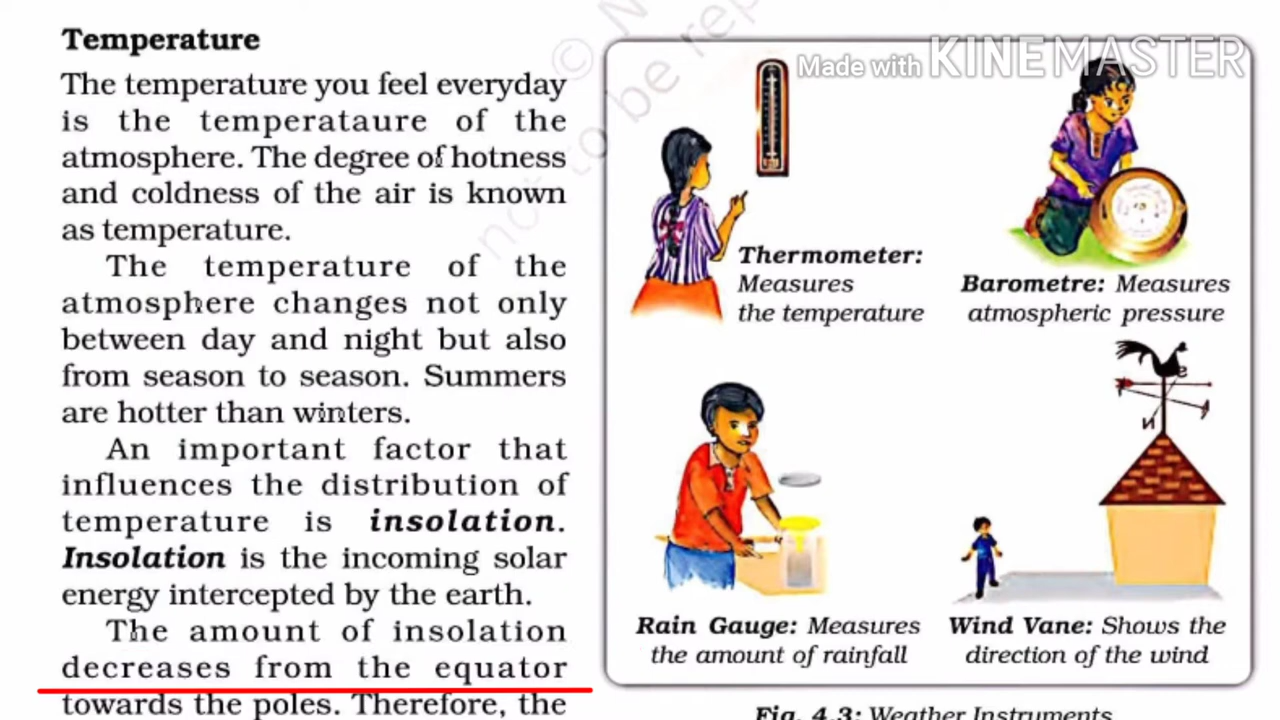 Temperature
The temperature you feel everyday
is the temperataure of the
atmosphere. The degree of hotness
and coldness of the air is known
as temperature.
The temperature of the
atmosphere changes not only
between day and night but also
from season to season. Summers
are hotter than winters.
An important factor that
influences the distribution of
temperature is insolation.
Insolation is the incoming solar
energy intercepted by the earth.
The amount of insolation
decreases from the equator
towards the poles. Therefore, the
Made with KINEMASTER
Thermometer:
Measures
the temperature
Barometre: Measures
atmospheric pressure
S
N
Rain Gauge: Measures
the amount of rainfall
Wind Vane: Shows the
direction of the wind
Fig. 4.3: Weather Instruments
©
not to be rep